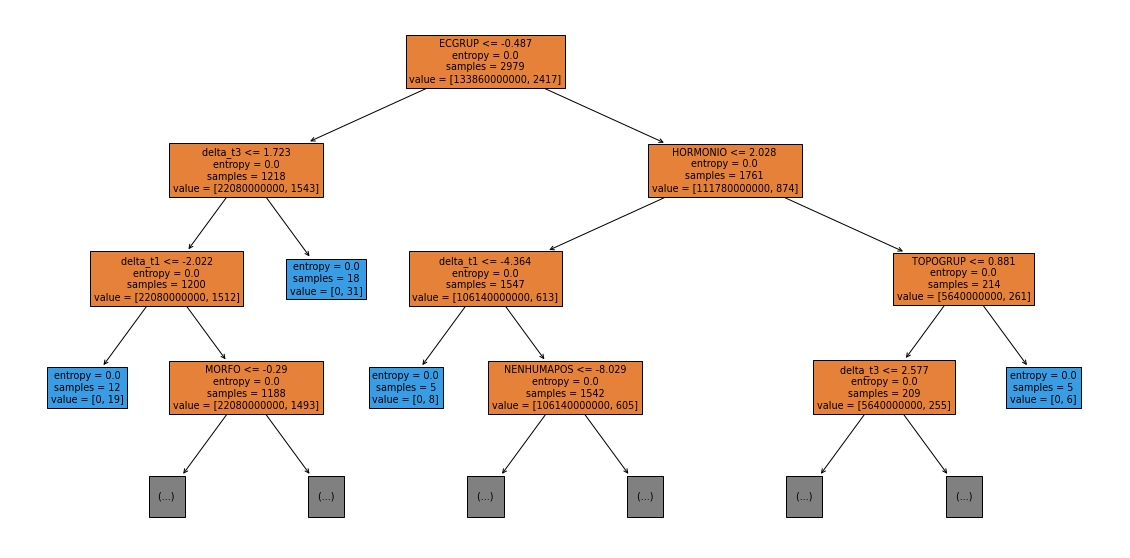 ECGRUP <= -0.487
entropy = 0.0
samples = 2979
value = [133860000000, 2417]
delta_t3 <= 1.723
entropy = 0.0
samples = 1218
value = [22080000000, 1543]
HORMONIO <= 2.028
entropy = 0.0
samples = 1761
value = [111780000000, 874]
delta_t1 <= -2.022
entropy = 0.0
samples = 1200
value = [22080000000, 1512]
entropy = 0.0
samples = 18
value = [0, 31]
delta_t1 <= -4.364
entropy = 0.0
samples = 1547
value = [106140000000, 613]
TOPOGRUP <= 0.881
entropy = 0.0
samples = 214
value = [5640000000, 261]
entropy = 0.0
samples = 12
value = [0, 19]
MORFO <= -0.29
entropy = 0.0
samples = 1188
value = [22080000000, 1493]
entropy = 0.0
samples = 5
value = [0, 8]
NENHUMAPOS <= -8.029
entropy = 0.0
samples = 1542
value = [106140000000, 605]
delta_t3 <= 2.577
entropy = 0.0
samples = 209
value = [5640000000, 255]
entropy = 0.0
samples = 5
value = [0, 6]
(...)
(...)
(...)
(...)
(...)
(...)